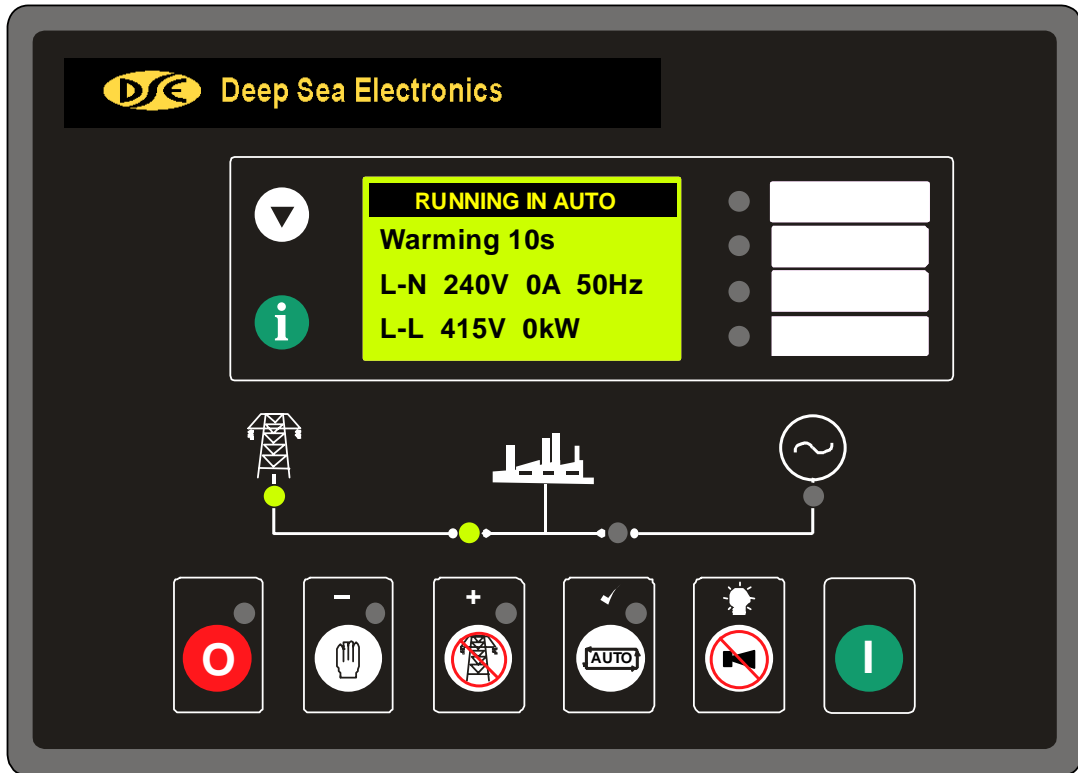 DSE Deep Sea Electronics
RUNNING IN AUTO
Warming 10s
L-N 240V 0A 50Hz
L-L 415V 0kW
i
− + ✓
O AUTO I